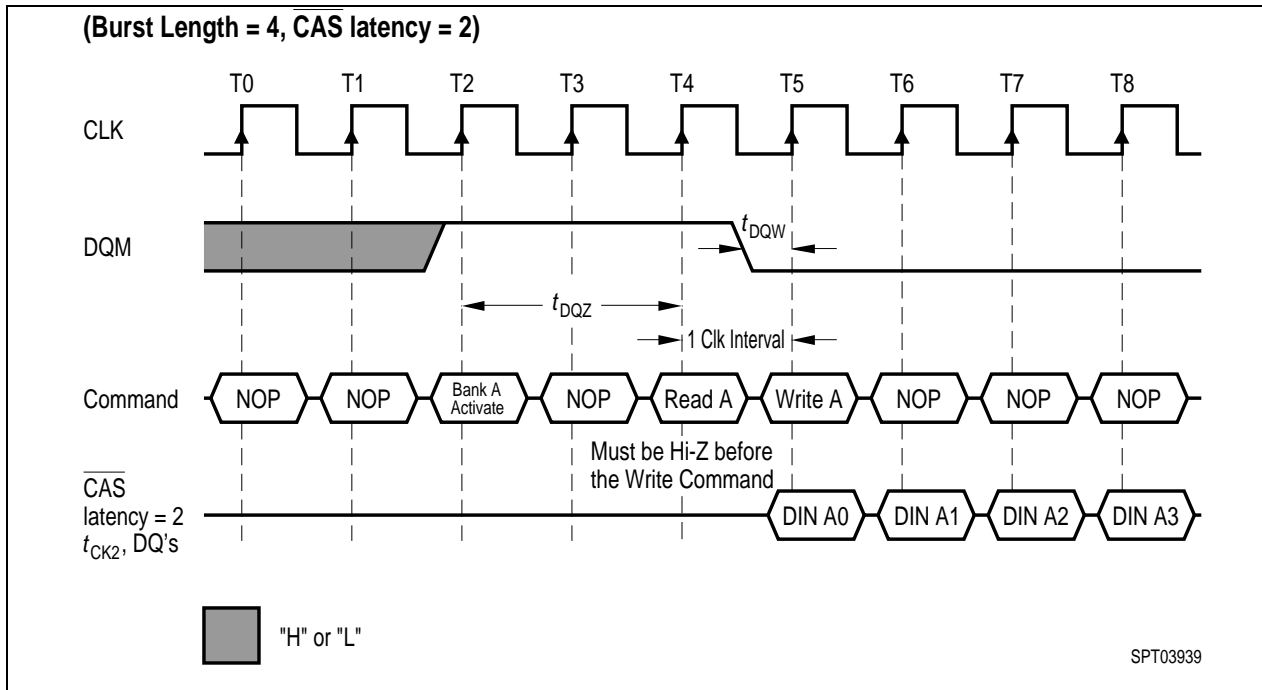 (Burst Length = 4, CAS latency = 2)
T0 T1 T2 T3 T4 T5 T6 T7 T8
CLK
DQM
tDQW
tDQZ
1 Clk Interval
Command
NOP NOP Bank A Activate NOP Read A Write A NOP NOP NOP
Must be Hi-Z before
the Write Command
CAS
latency = 2
tCK2, DQ's
DIN A0 DIN A1 DIN A2 DIN A3
"H" or "L"
SPT03939